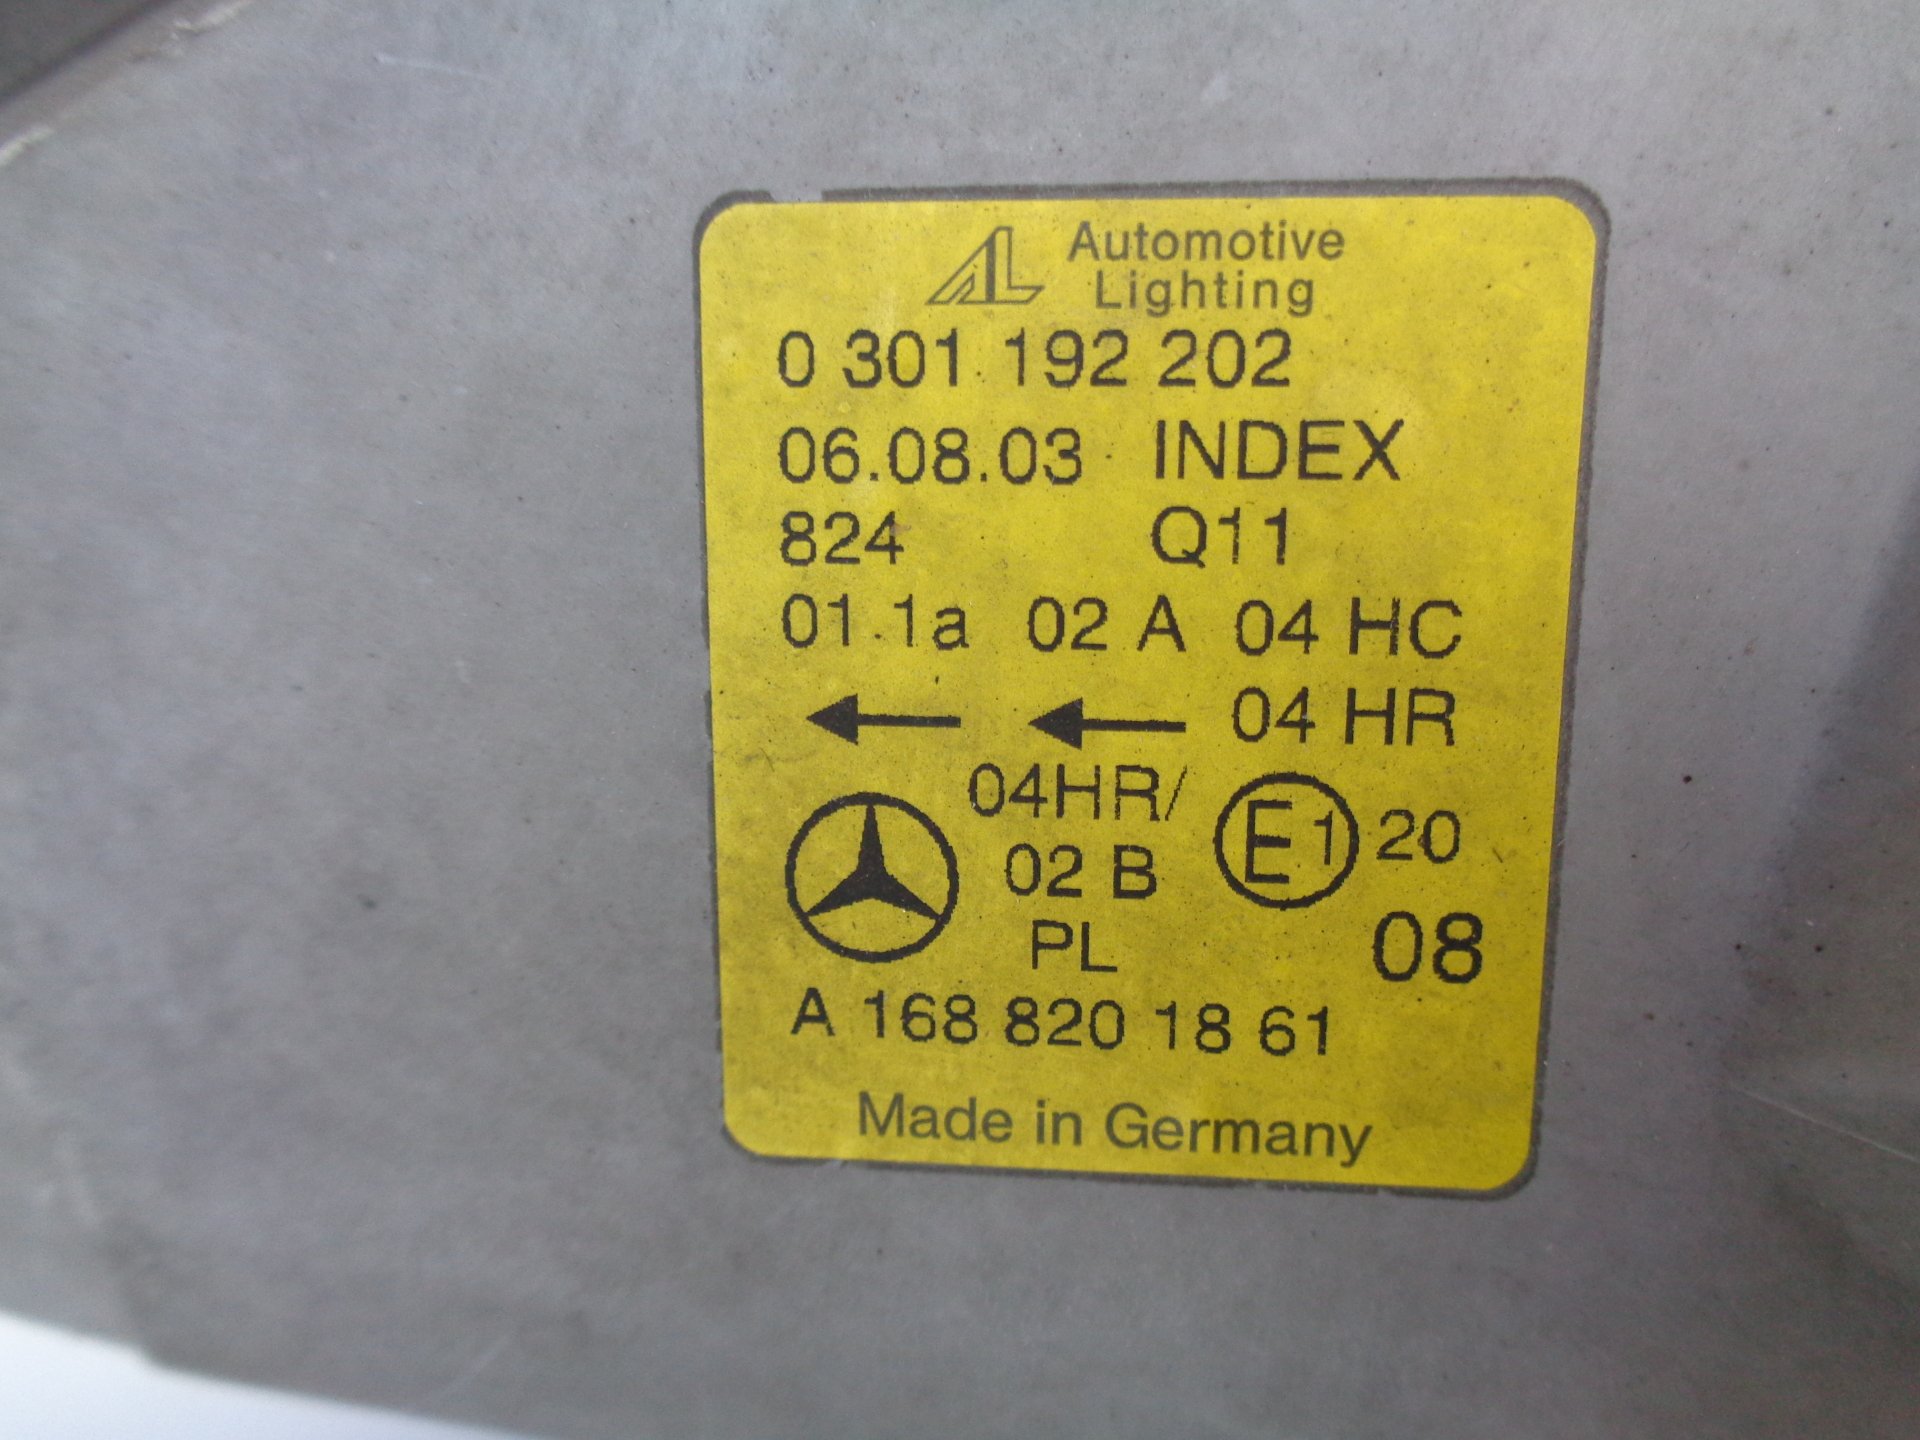 AL Automotive
Lighting
0 301 192 202
06.08.03 INDEX
824 Q11
01 1a 02 A 04 HC
04 HR
04HR/
02 B
PL
E1 20
08
A 168 820 18 61
Made in Germany